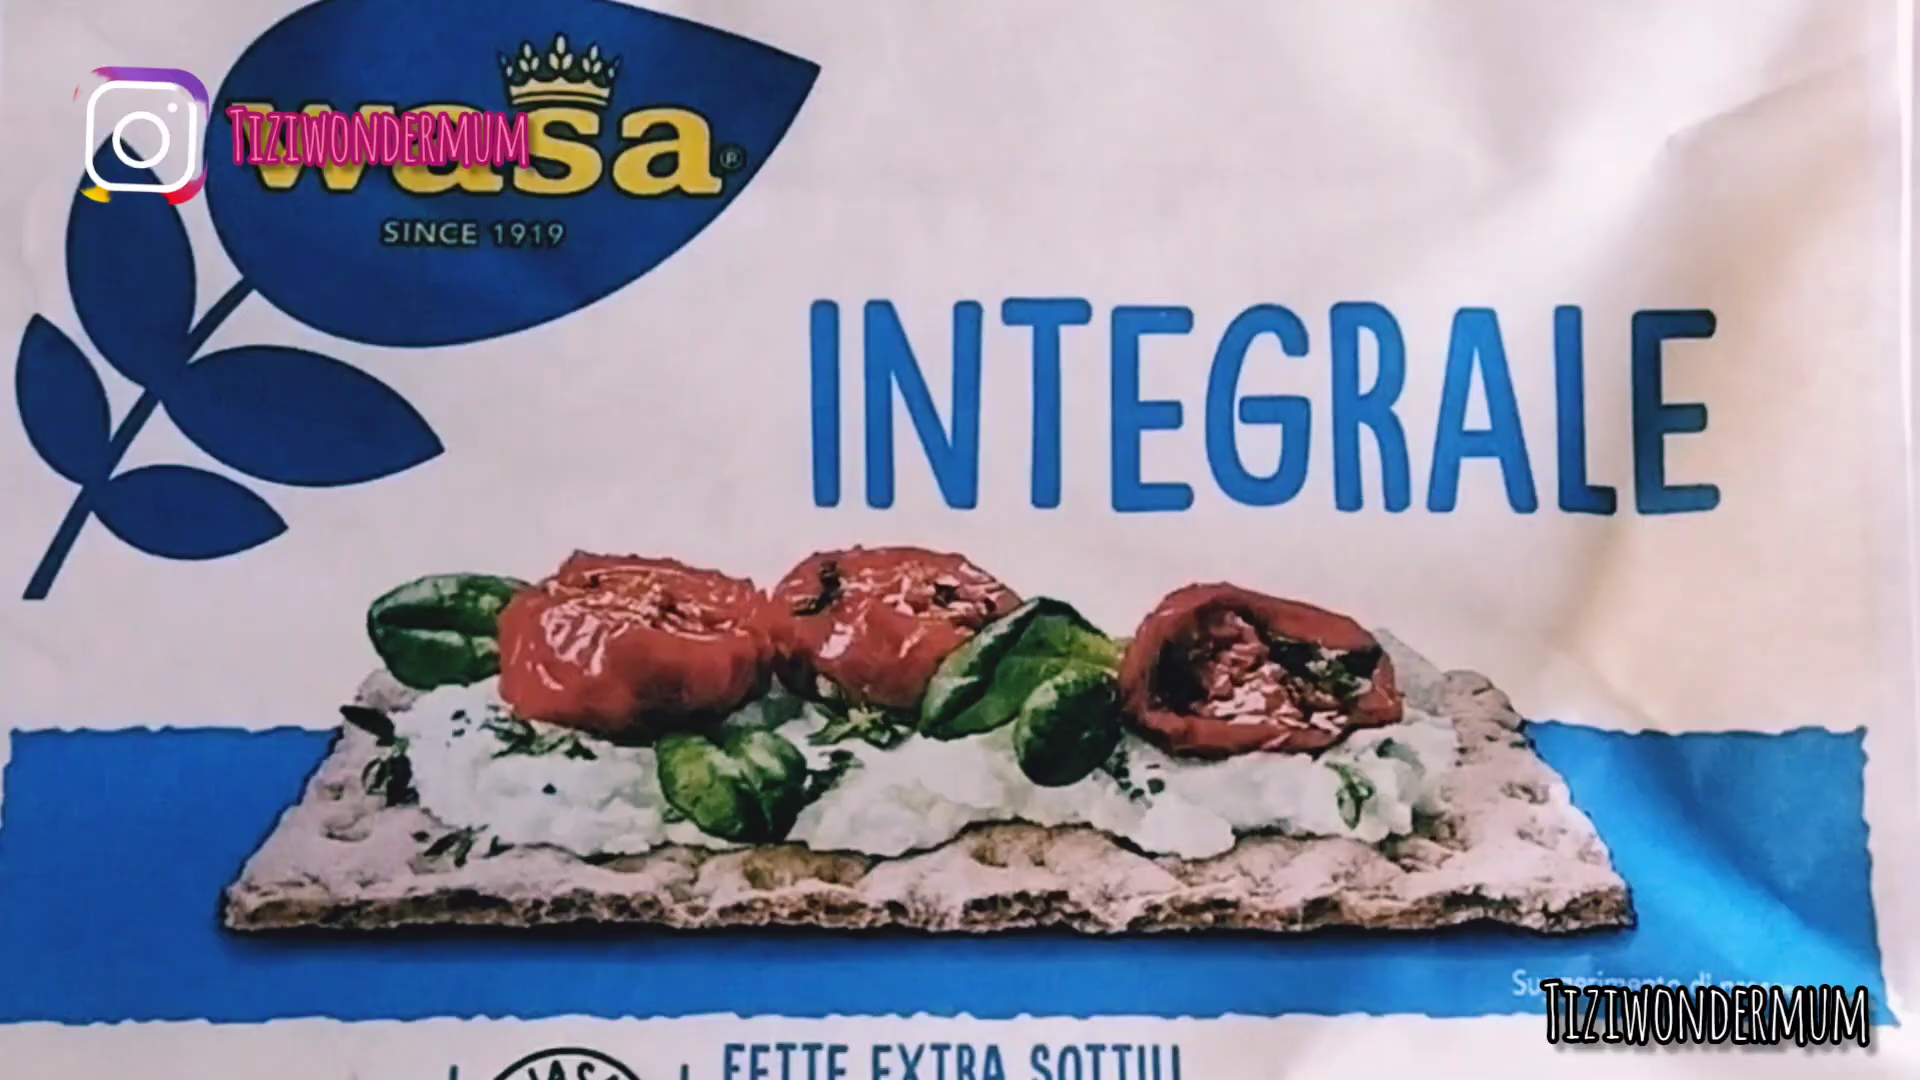 Tiziwondermum
wasa®
SINCE 1919
INTEGRALE
Tiziwondermum
FETTE EXTRA SOTTILI